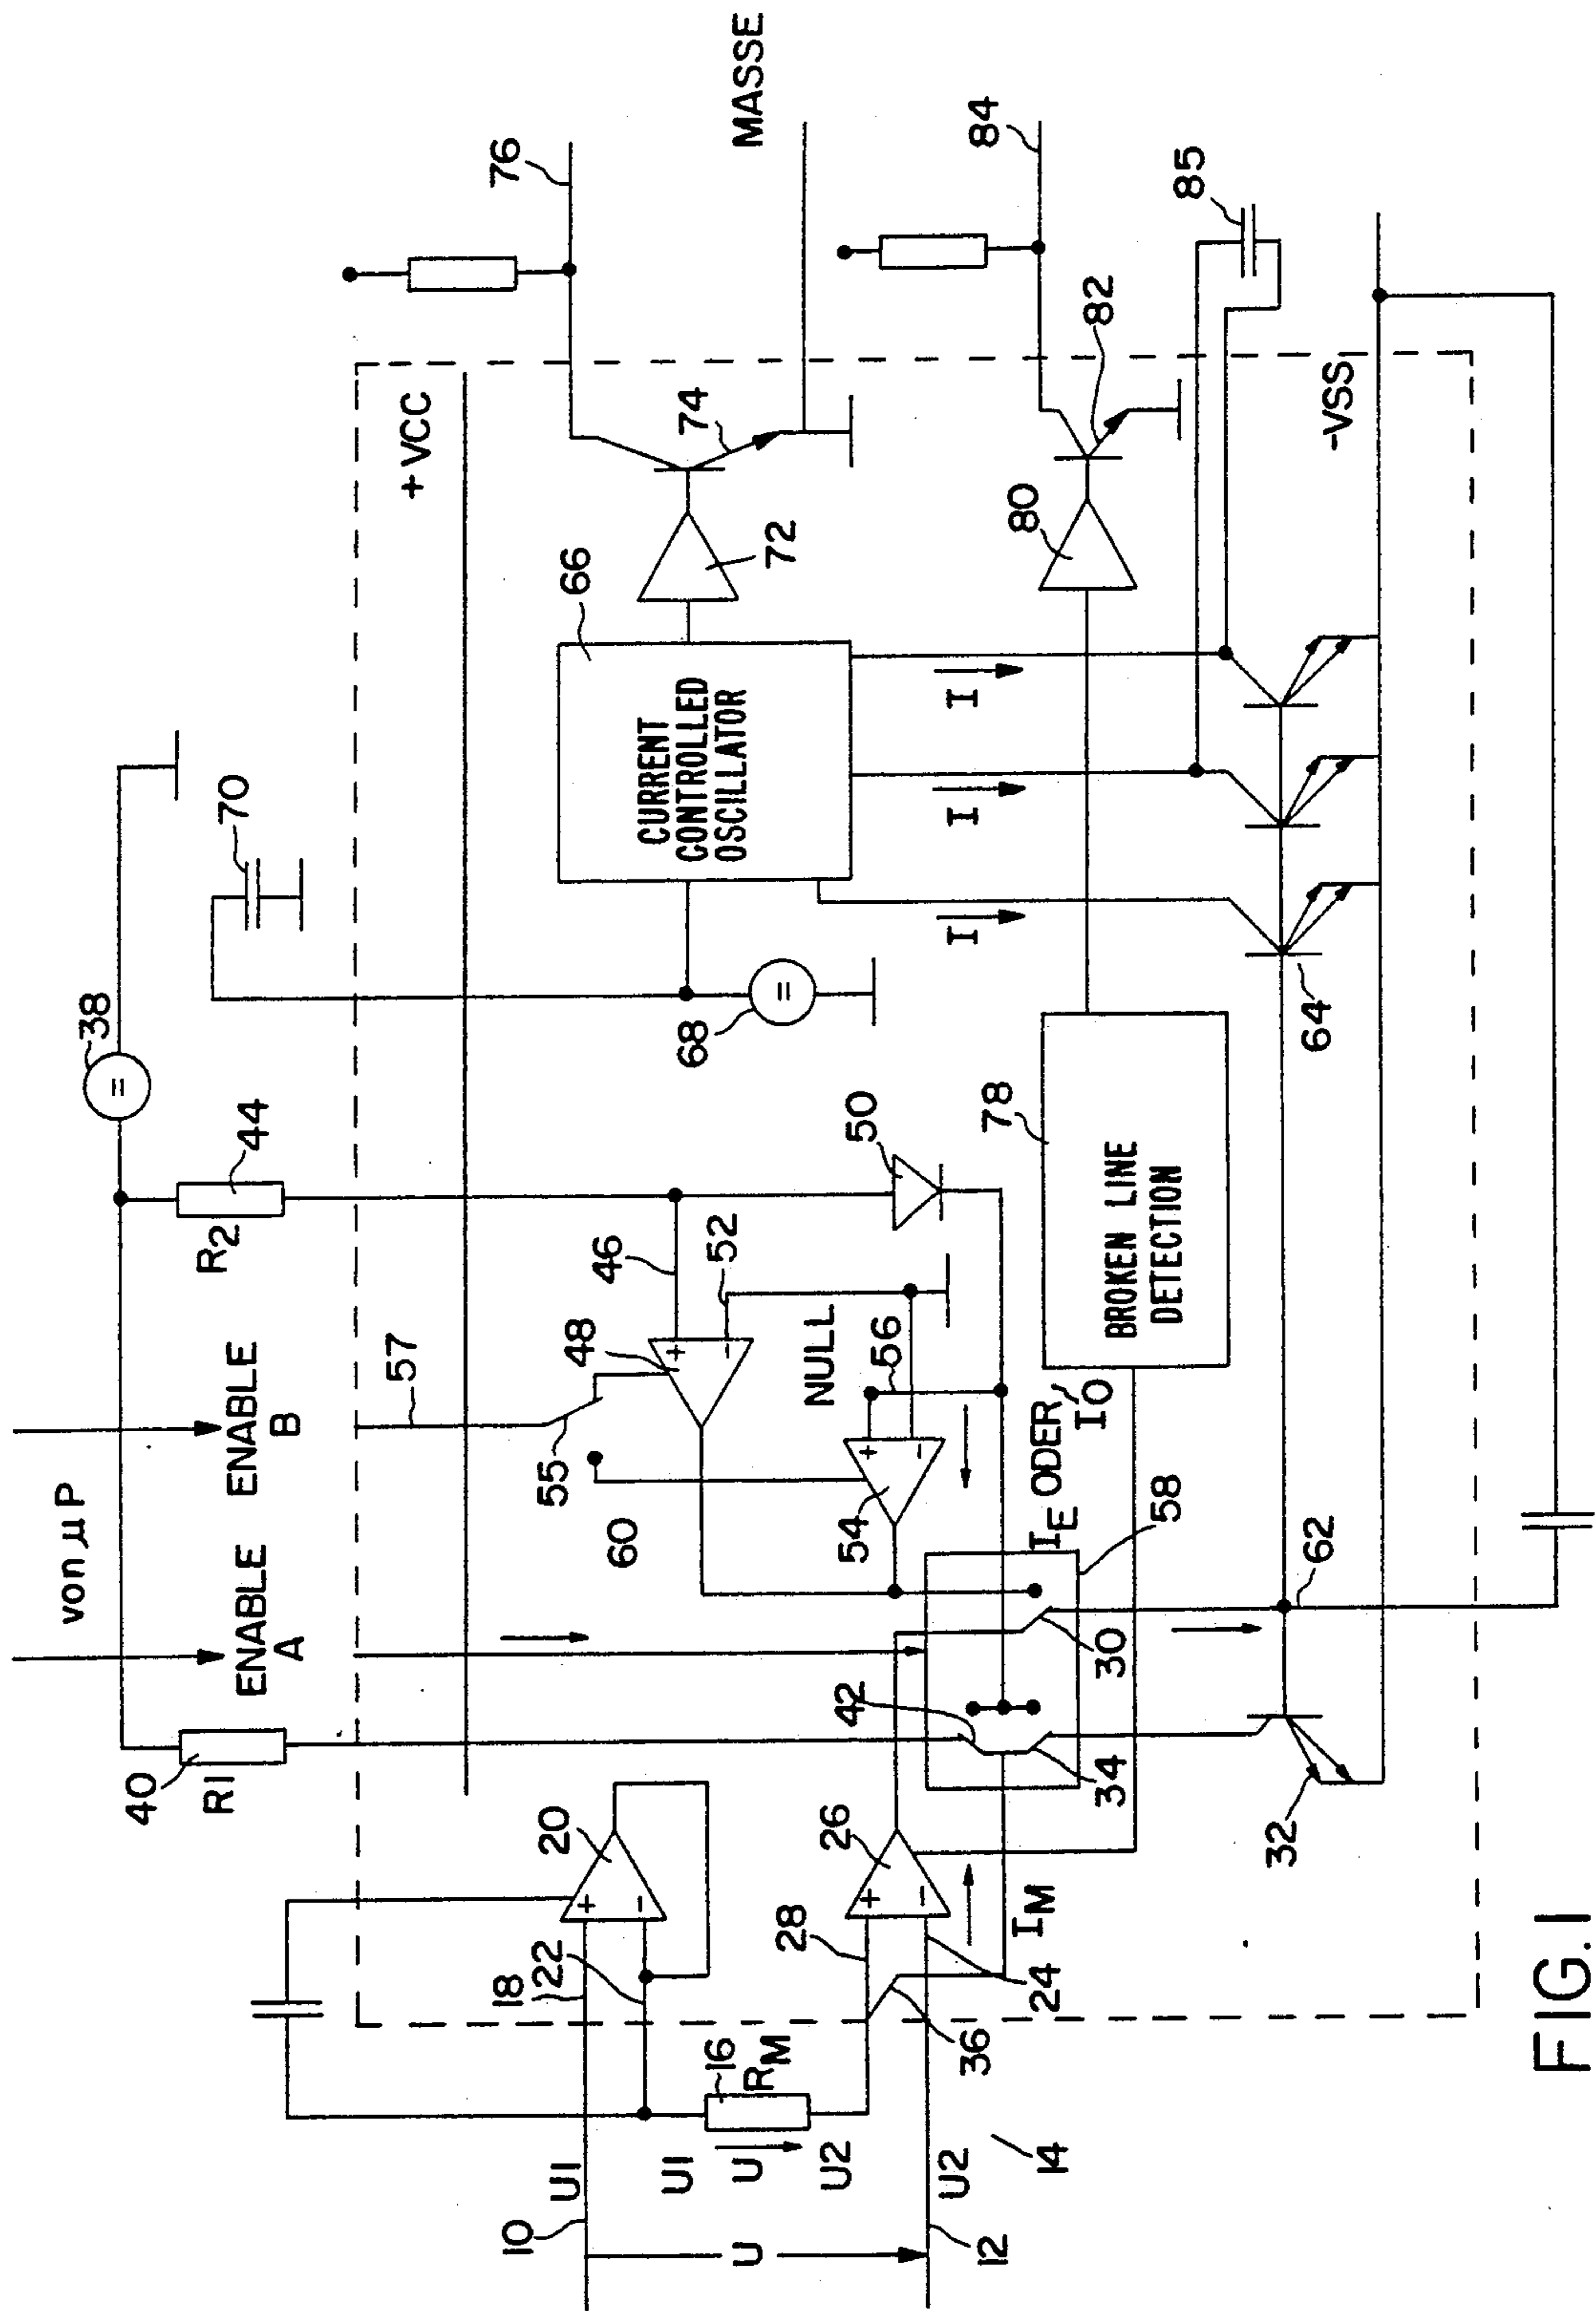 von µP
ENABLE
A
ENABLE
B
38
70
40
R1
R2
44
57
+VCC
76
MASSE
84
85
10
U1
U1
U
U2
U
12
U2
14
16
RM
18
22
20
28
26
24
36
IM
42
34
30
58
60
55
48
46
52
NULL
56
54
50
IE ODER, IO
68
66
CURRENT
CONTROLLED
OSCILLATOR
72
74
80
82
78
BROKEN LINE
DETECTION
I
I
I
64
62
32
-VSS1
FIG.1